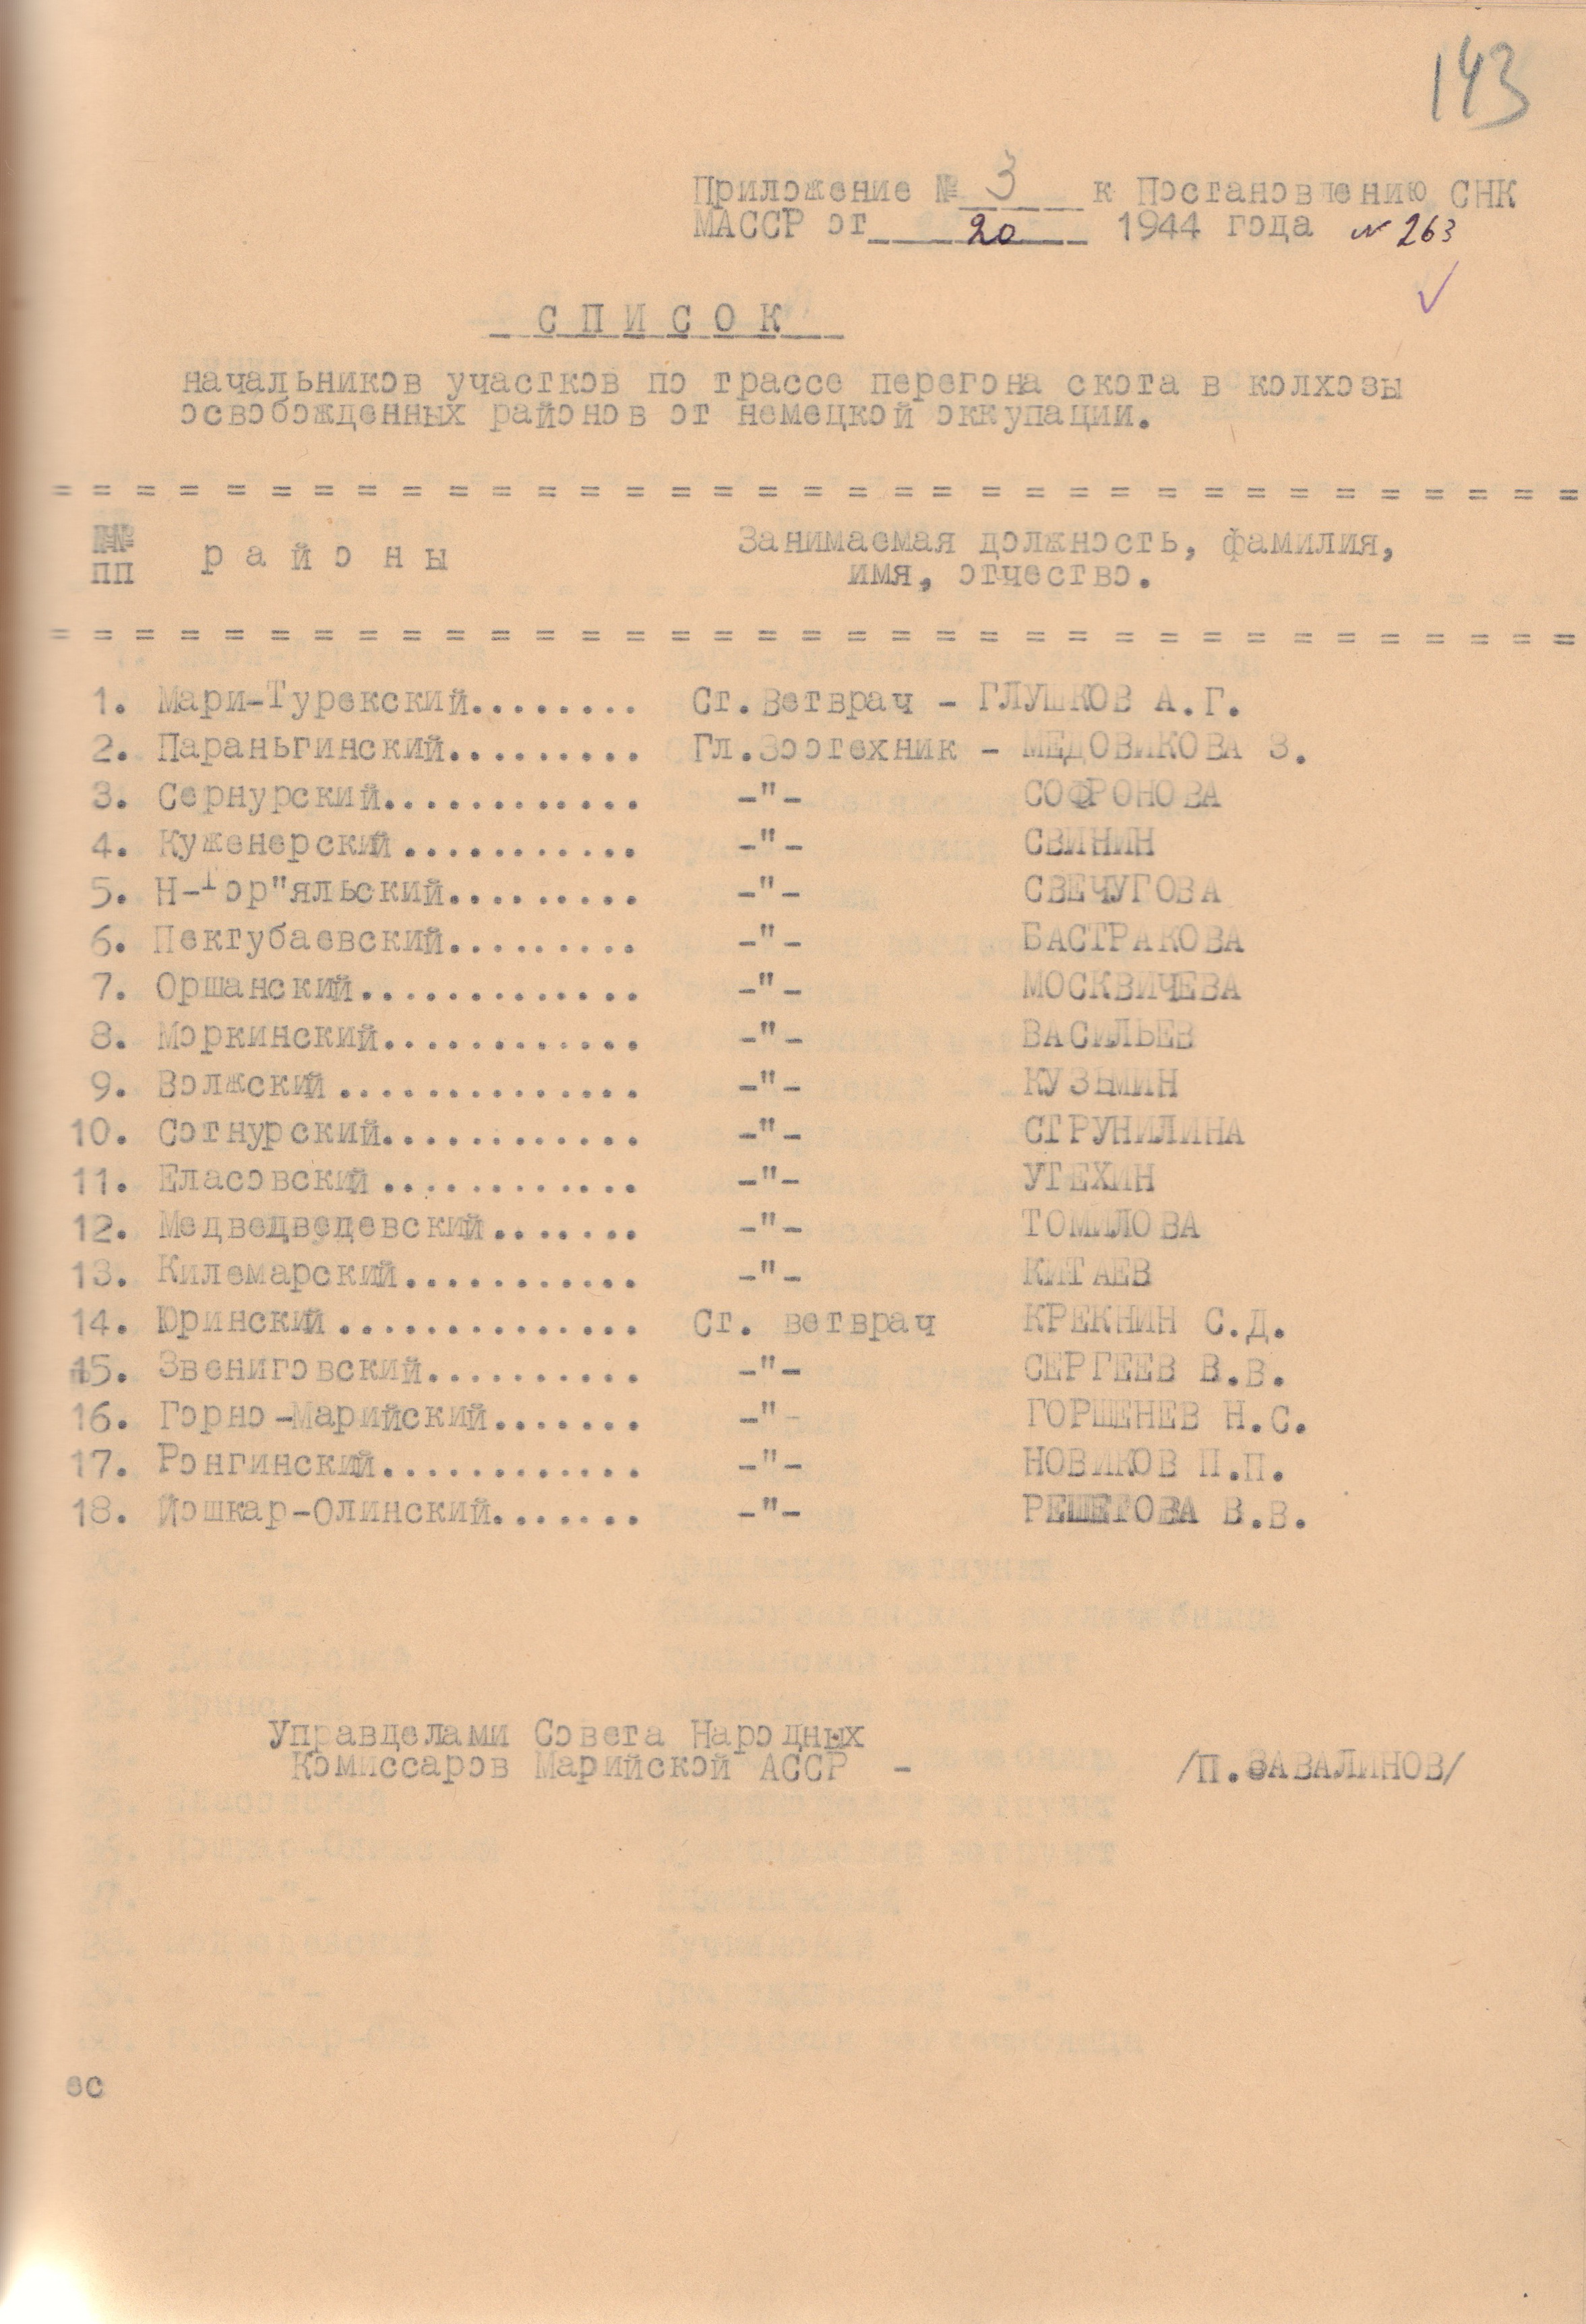 143
Приложение № 3 к Постановлению СНК
МАССР от 20 1944 года № 263
С П И С О К
начальников участков по трассе перегона скота в колхозы
освобожденных районов от немецкой оккупации.
= = = = = = = = = = = = = = = = = = = = = = = = = = = = = = = = = = =
№№ р а й о н ы Занимаемая должность, фамилия,
пп имя, отчество.
= = = = = = = = = = = = = = = = = = = = = = = = = = = = = = = = = = =
1. Мари-Турекский........ Ст.Ветврач - ГЛУШКОВ А.Г.
2. Параньгинский......... Гл.Зоотехник - МЕДОВИКОВА З.
3. Сернурский............ -"- СОФРОНОВА
4. Куженерский........... -"- СВИНИН
5. Н-Тор"яльский......... -"- СВЕЧУГОВА
6. Пектубаевский......... -"- БАСТРАКОВА
7. Оршанский............. -"- МОСКВИЧЕВА
8. Моркинский............ -"- ВАСИЛЬЕВ
9. Волжский.............. -"- КУЗЬМИН
10. Сотнурский............ -"- СТРУНИЛИНА
11. Еласовский............ -"- УТЕХИН
12. Медведведевский....... -"- ТОМИЛОВА
13. Килемарский........... -"- КИТАЕВ
14. Юринский.............. Ст. ветврач КРЕКНИН С.Д.
15. Звениговский.......... -"- СЕРГЕЕВ В.В.
16. Горно-Марийский....... -"- ГОРШЕНЕВ Н.С.
17. Ронгинский............ -"- НОВИКОВ П.П.
18. Йошкар-Олинский....... -"- РЕШЕТОВА В.В.
Управделами Совета Народных
Комиссаров Марийской АССР - /П.ЗАВАЛИНОВ/
ес